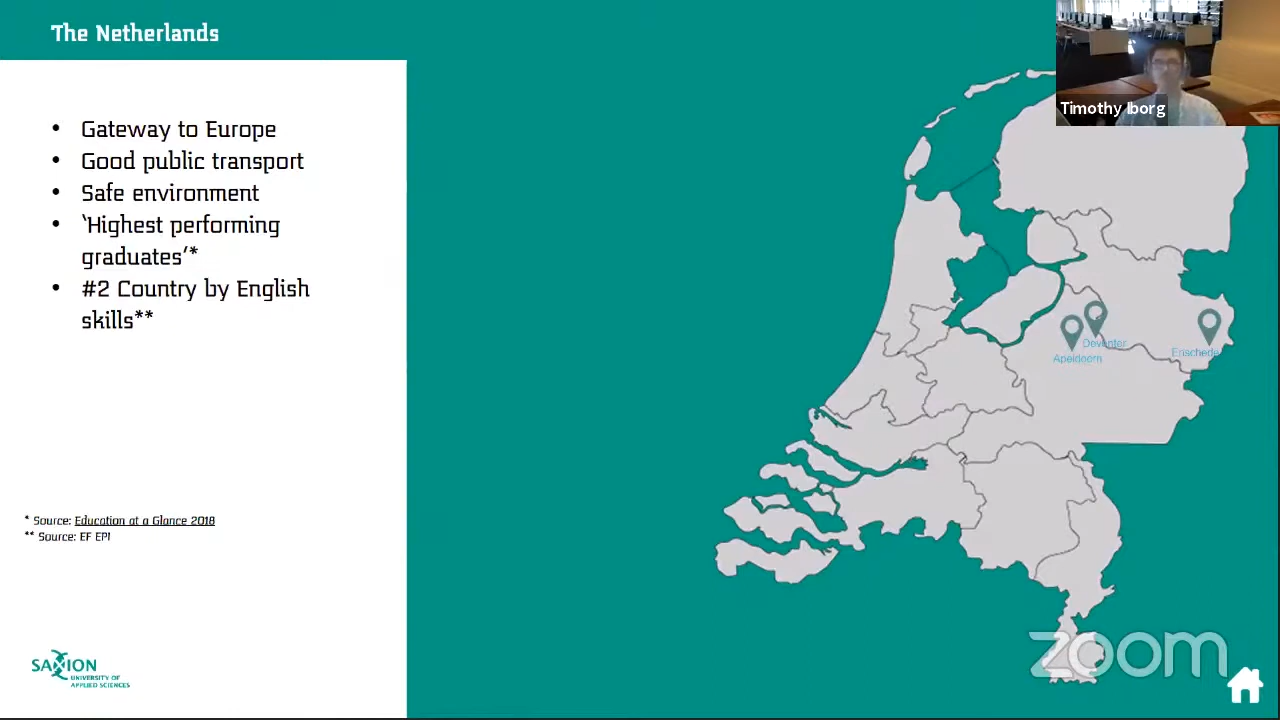 The Netherlands
Timothy Iborg
• Gateway to Europe
• Good public transport
• Safe environment
• ‘Highest performing
graduates’*
• #2 Country by English
skills**
Deventer
Apeldoorn
Enschede
* Source: Education at a Glance 2018
** Source: EF EPI
SAXION
UNIVERSITY OF
APPLIED SCIENCES
zoom